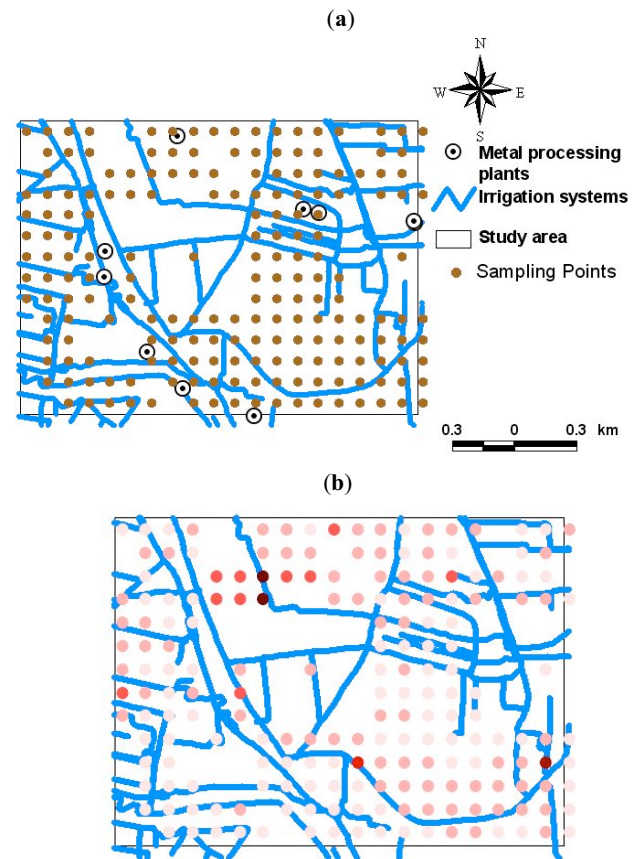 (a)
N
W E
S
Metal processing
plants
Irrigation systems
Study area
Sampling Points
0.3 0 0.3 km
(b)